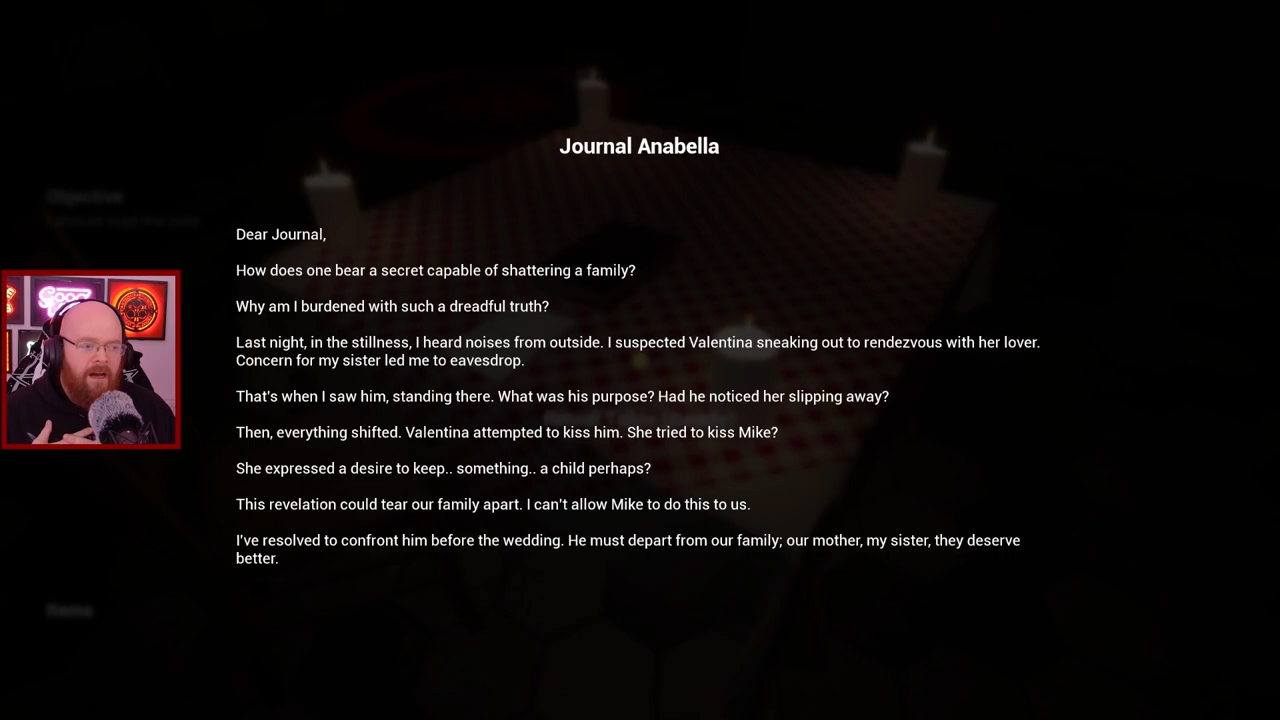 Journal Anabella
Objective
Dear Journal,
How does one bear a secret capable of shattering a family?
Why am I burdened with such a dreadful truth?
Last night, in the stillness, I heard noises from outside. I suspected Valentina sneaking out to rendezvous with her lover.
Concern for my sister led me to eavesdrop.
That's when I saw him, standing there. What was his purpose? Had he noticed her slipping away?
Then, everything shifted. Valentina attempted to kiss him. She tried to kiss Mike?
She expressed a desire to keep.. something.. a child perhaps?
This revelation could tear our family apart. I can't allow Mike to do this to us.
I've resolved to confront him before the wedding. He must depart from our family; our mother, my sister, they deserve
better.
Items